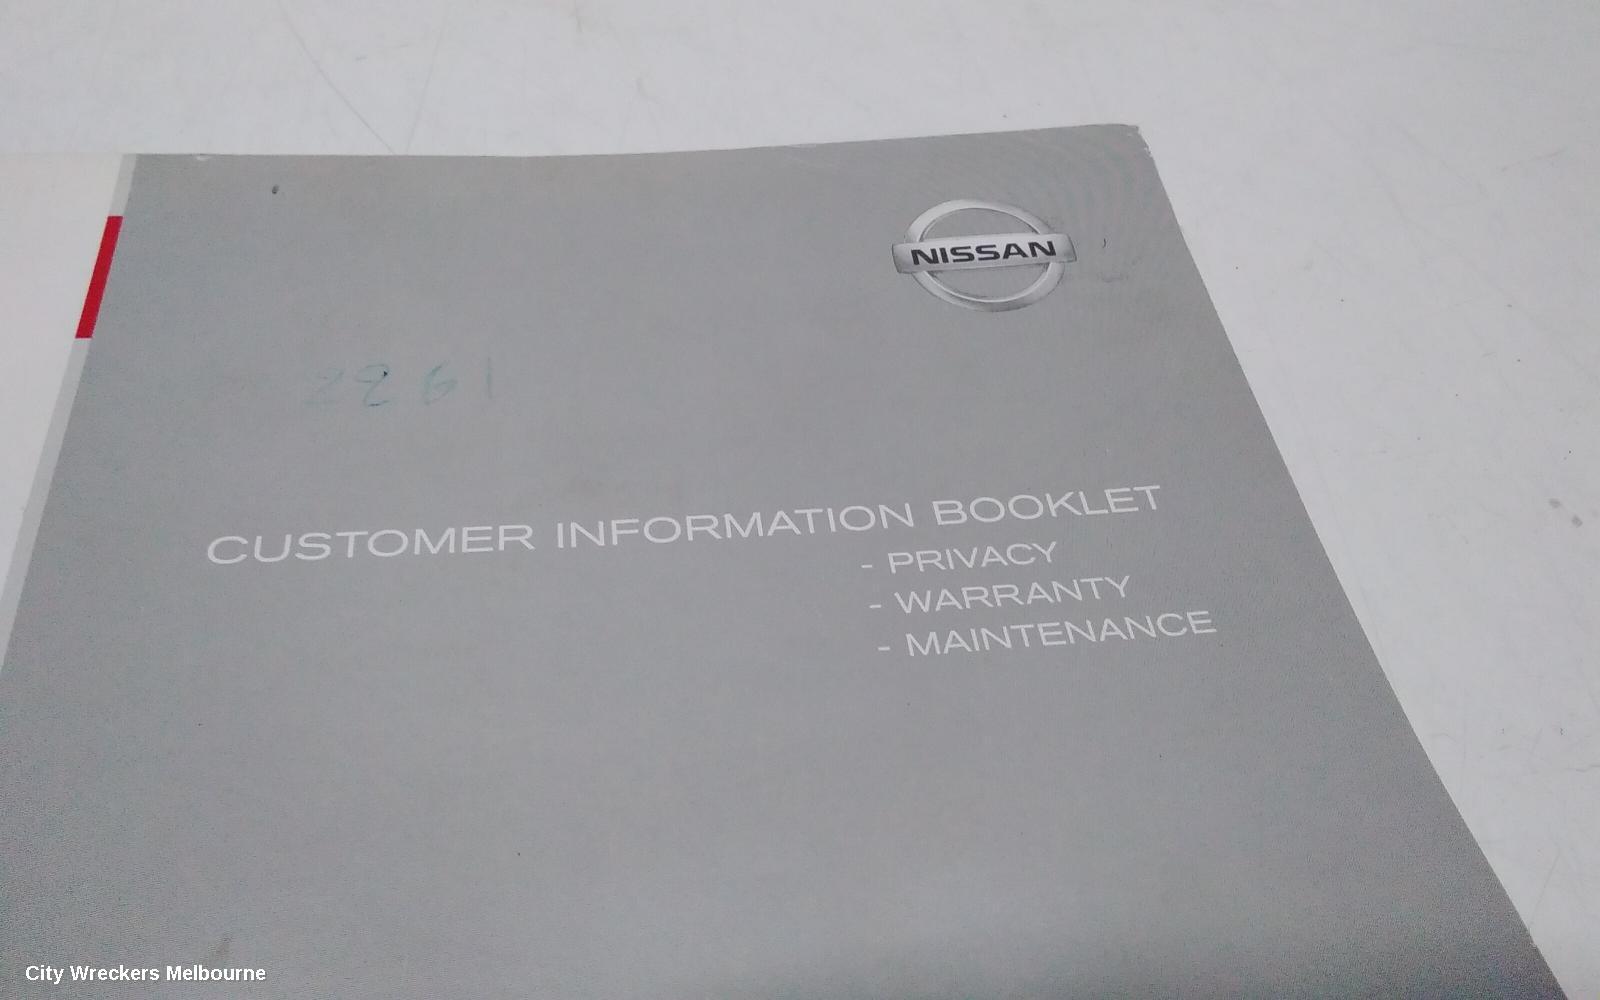 NISSAN
2261
CUSTOMER INFORMATION BOOKLET
- PRIVACY
- WARRANTY
- MAINTENANCE
City Wreckers Melbourne